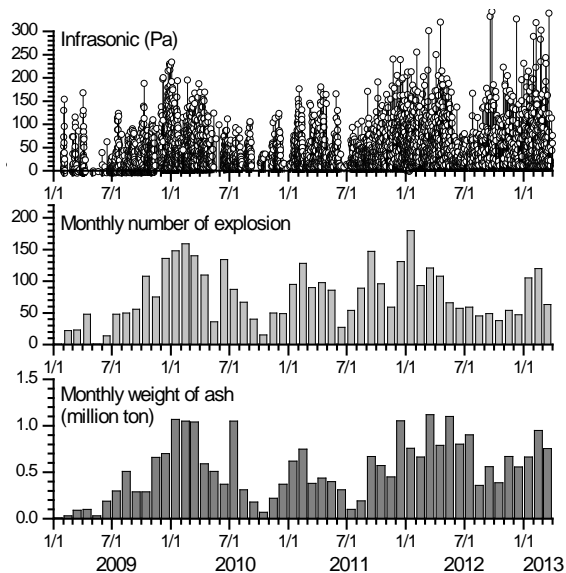 Infrasonic (Pa)
300
250
200
150
100
50
0
1/1 7/1 1/1 7/1 1/1 7/1 1/1 7/1 1/1
Monthly number of explosion
200
150
100
50
0
1/1 7/1 1/1 7/1 1/1 7/1 1/1 7/1 1/1
1.5
Monthly weight of ash
(million ton)
1.0
0.5
0.0
1/1 7/1 1/1 7/1 1/1 7/1 1/1 7/1 1/1
2009 2010 2011 2012 2013